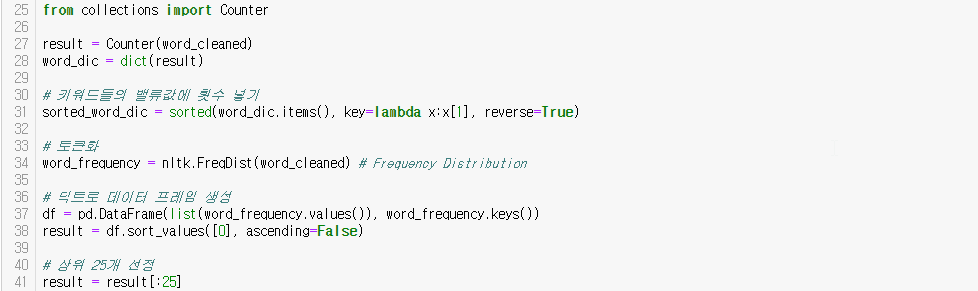 25 from collections import Counter
26
27 result = Counter(word_cleaned)
28 word_dic = dict(result)
29
30 # 키워드들의 밸류값에 횟수 넣기
31 sorted_word_dic = sorted(word_dic.items(), key=lambda x:x[1], reverse=True)
32
33 # 토큰화
34 word_frequency = nltk.FreqDist(word_cleaned) # Frequency Distribution
35
36 # 딕트로 데이터 프레임 생성
37 df = pd.DataFrame(list(word_frequency.values()), word_frequency.keys())
38 result = df.sort_values([0], ascending=False)
39
40 # 상위 25개 선정
41 result = result[:25]